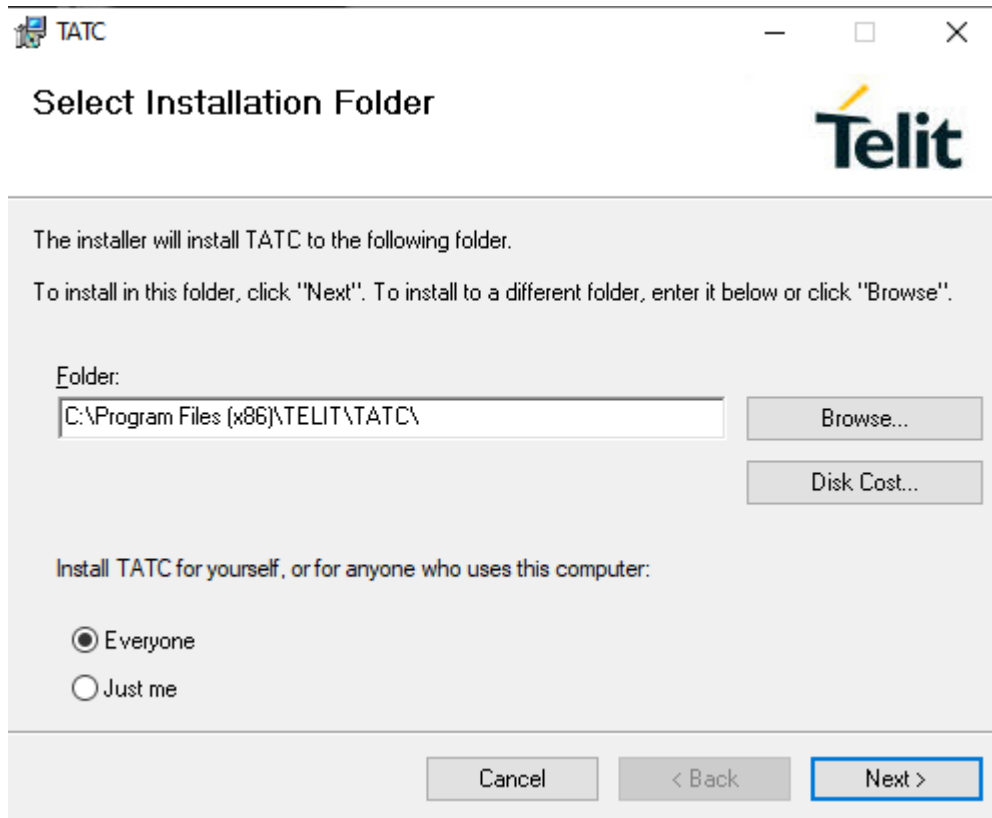 TATC
Select Installation Folder
Telit
The installer will install TATC to the following folder.
To install in this folder, click "Next". To install to a different folder, enter it below or click "Browse".
Folder:
C:\Program Files (x86)\TELIT\TATC\
Browse...
Disk Cost...
Install TATC for yourself, or for anyone who uses this computer:
Everyone
Just me
Cancel
< Back
Next >